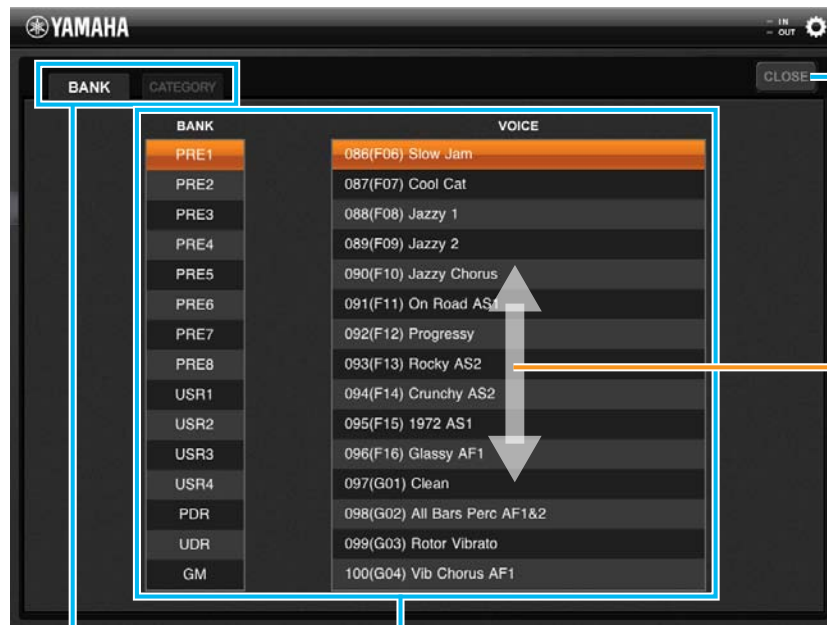 YAMAHA
IN
OUT
BANK CATEGORY CLOSE
BANK VOICE
PRE1 086(F06) Slow Jam
PRE2 087(F07) Cool Cat
PRE3 088(F08) Jazzy 1
PRE4 089(F09) Jazzy 2
PRE5 090(F10) Jazzy Chorus
PRE6 091(F11) On Road AS1
PRE7 092(F12) Progressy
PRE8 093(F13) Rocky AS2
USR1 094(F14) Crunchy AS2
USR2 095(F15) 1972 AS1
USR3 096(F16) Glassy AF1
USR4 097(G01) Clean
PDR 098(G02) All Bars Perc AF1&2
UDR 099(G03) Rotor Vibrato
GM 100(G04) Vib Chorus AF1